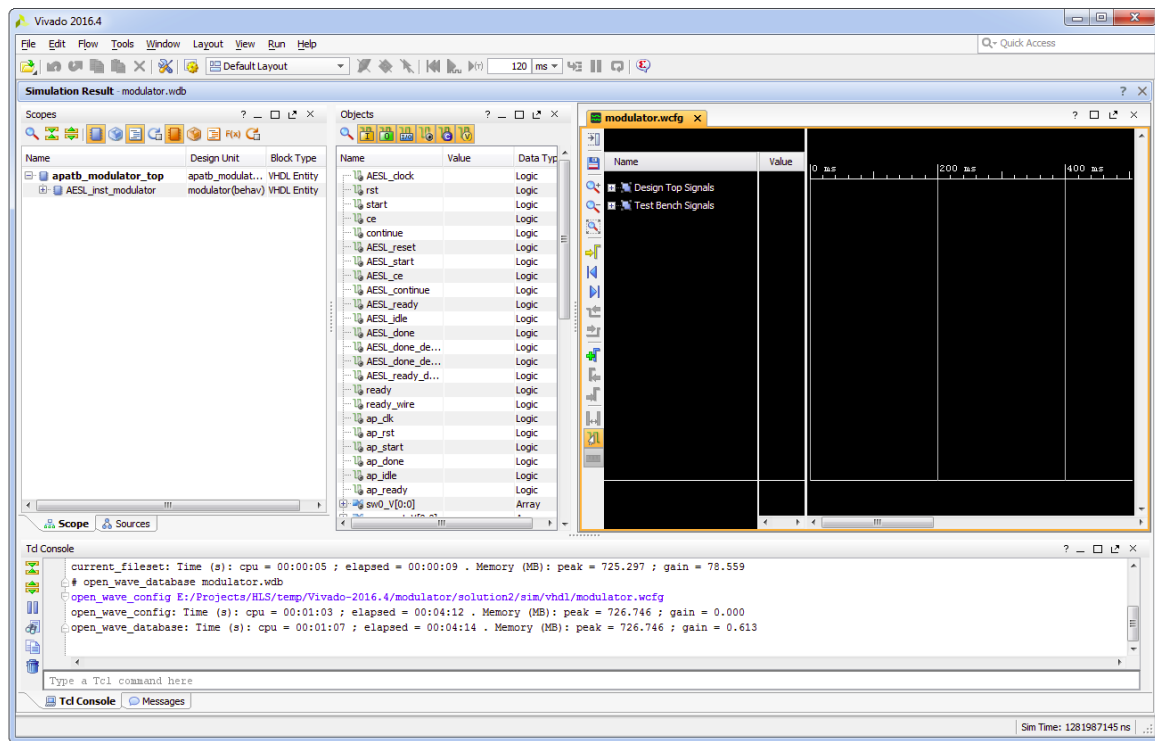 Vivado 2016.4
File Edit Flow Tools Window Layout View Run Help
Quick Access
Default Layout
120 ms
Simulation Result - modulator.wdb
Scopes
Name Design Unit Block Type
apatb_modulator_top apatb_modulat... VHDL Entity
AESL_inst_modulator modulator(behav) VHDL Entity
Scope Sources
Objects
Name Value Data Typ
AESL_clock Logic
rst Logic
start Logic
ce Logic
continue Logic
AESL_reset Logic
AESL_start Logic
AESL_ce Logic
AESL_continue Logic
AESL_ready Logic
AESL_idle Logic
AESL_done Logic
AESL_done_de... Logic
AESL_done_de... Logic
AESL_ready_d... Logic
ready Logic
ready_wire Logic
ap_clk Logic
ap_rst Logic
ap_start Logic
ap_done Logic
ap_idle Logic
ap_ready Logic
sw0_V[0:0] Array
modulator.wcfg
Name Value
0 ms 200 ms 400 ms
Design Top Signals
Test Bench Signals
Tcl Console
current_fileset: Time (s): cpu = 00:00:05 ; elapsed = 00:00:09 . Memory (MB): peak = 725.297 ; gain = 78.559
# open_wave_database modulator.wdb
open_wave_config E:/Projects/HLS/temp/Vivado-2016.4/modulator/solution2/sim/vhdl/modulator.wcfg
open_wave_config: Time (s): cpu = 00:01:03 ; elapsed = 00:04:12 . Memory (MB): peak = 726.746 ; gain = 0.000
open_wave_database: Time (s): cpu = 00:01:07 ; elapsed = 00:04:14 . Memory (MB): peak = 726.746 ; gain = 0.613
Type a Tcl command here
Tcl Console Messages
Sim Time: 1281987145 ns